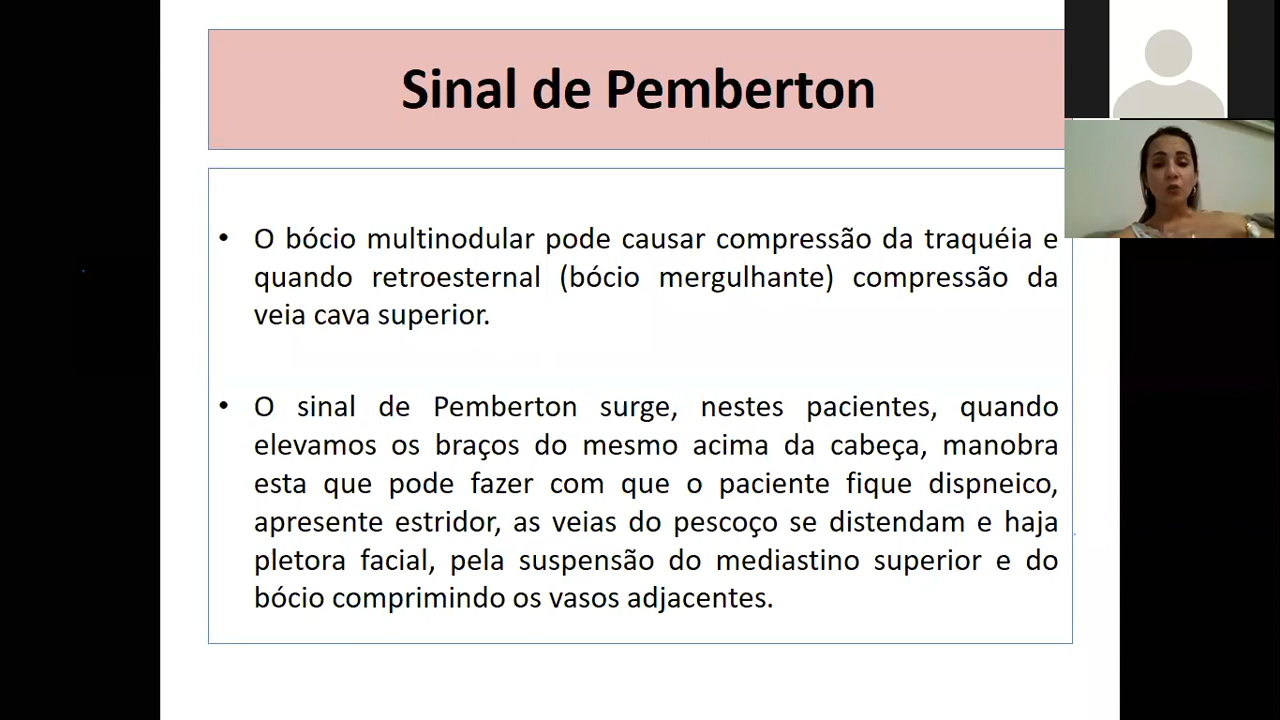 Sinal de Pemberton
• O bócio multinodular pode causar compressão da traquéia e
quando retroesternal (bócio mergulhante) compressão da
veia cava superior.
• O sinal de Pemberton surge, nestes pacientes, quando
elevamos os braços do mesmo acima da cabeça, manobra
esta que pode fazer com que o paciente fique dispneico,
apresente estridor, as veias do pescoço se distendam e haja
pletora facial, pela suspensão do mediastino superior e do
bócio comprimindo os vasos adjacentes.